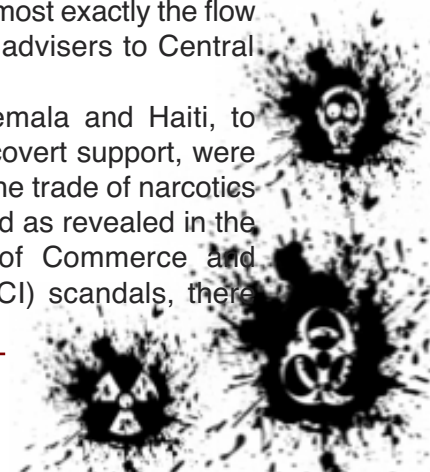 most exactly the flow
advisers to Central
emala and Haiti, to
covert support, were
he trade of narcotics
d as revealed in the
of Commerce and
CI) scandals, there